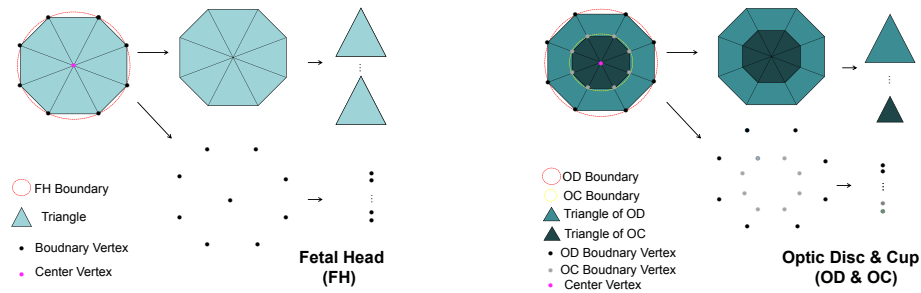 FH Boundary
Triangle
Boudnary Vertex
Center Vertex
Fetal Head
(FH)
OD Boundary
OC Boundary
Triangle of OD
Triangle of OC
OD Boudnary Vertex
OC Boudnary Vertex
Center Vertex
Optic Disc & Cup
(OD & OC)